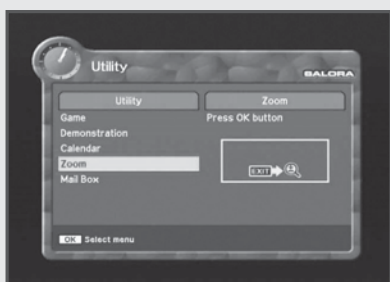 Utility
SALORA
Utility
Zoom
Game
Press OK button
Demonstration
Calendar
Zoom
Mail Box
EXIT
OK Select menu